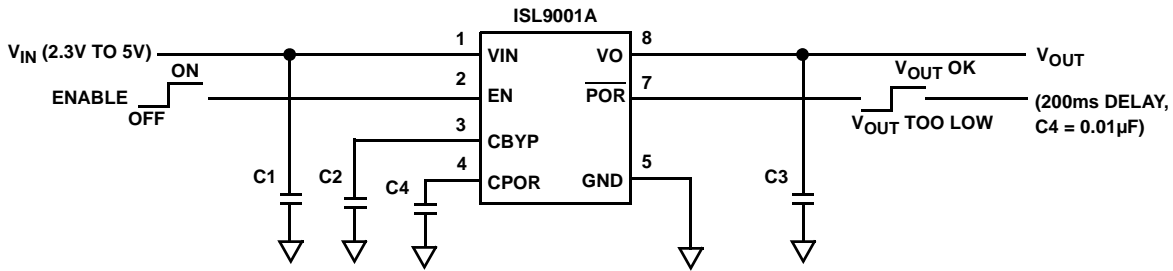 ISL9001A
VIN (2.3V TO 5V)
1
VIN
VO
8
VOUT
ON
ENABLE
OFF
2
EN
POR
7
VOUT OK
VOUT TOO LOW
(200ms DELAY,
C4 = 0.01µF)
3
CBYP
4
CPOR
GND
5
C1
C2
C4
C3